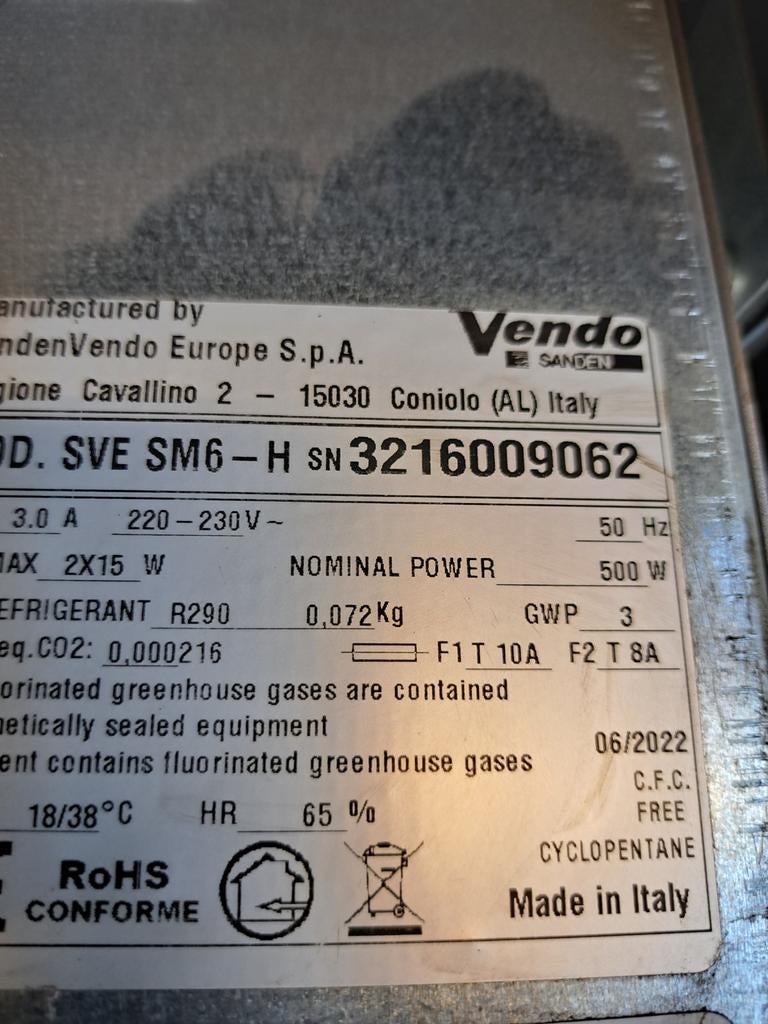 anufactured by
Vendo
SANDEN
ndenVendo Europe S.p.A.
gione Cavallino 2 – 15030 Coniolo (AL) Italy
OD. SVE SM6–H SN 3216009062
3.0 A 220–230V~ 50 Hz
MAX 2X15 W NOMINAL POWER 500 W
EFRIGERANT R290 0,072Kg GWP 3
eq.CO2: 0,000216 F1 T 10A F2 T 8A
orinated greenhouse gases are contained
metically sealed equipment
ent contains fluorinated greenhouse gases
06/2022
C.F.C.
FREE
18/38°C HR 65 %
CYCLOPENTANE
RoHS
CONFORME
Made in Italy